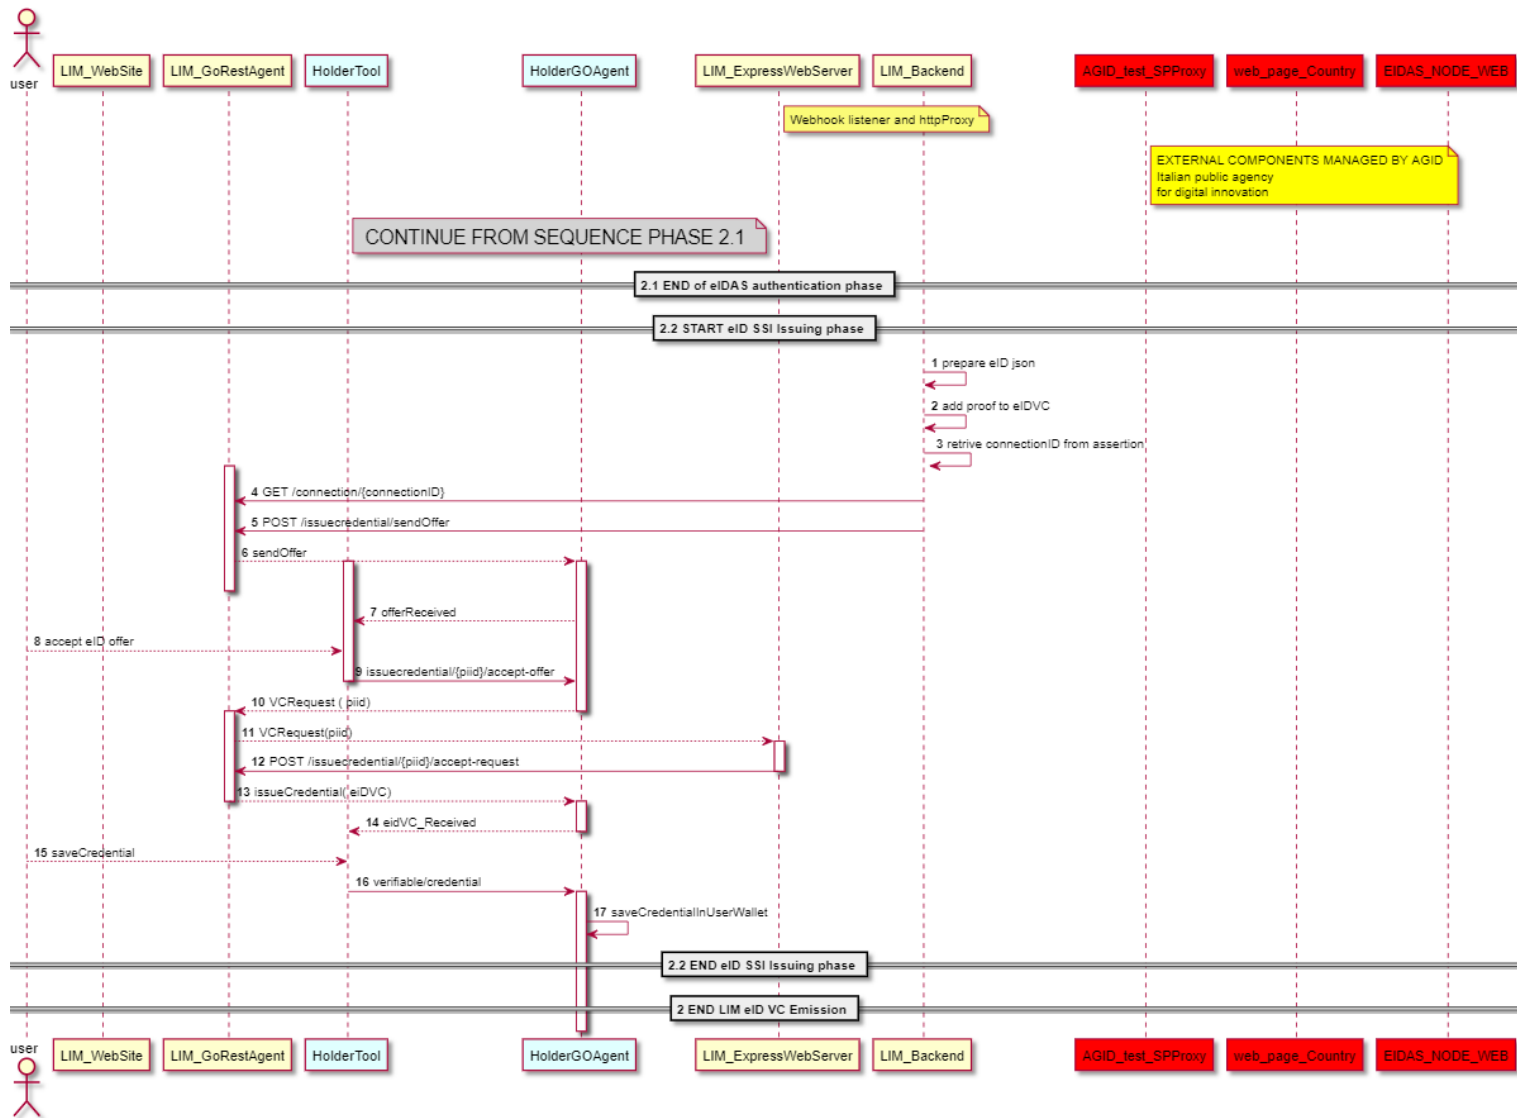 user
LIM_WebSite
LIM_GoRestAgent
HolderTool
HolderGOAgent
LIM_ExpressWebServer
LIM_Backend
AGID_test_SPProxy
web_page_Country
EIDAS_NODE_WEB
Webhook listener and httpProxy
EXTERNAL COMPONENTS MANAGED BY AGID
Italian public agency
for digital innovation
CONTINUE FROM SEQUENCE PHASE 2.1
2.1 END of eIDAS authentication phase
2.2 START eID SSI Issuing phase
1 prepare eID json
2 add proof to eIDVC
3 retrive connectionID from assertion
4 GET /connection/{connectionID}
5 POST /issuecredential/sendOffer
6 sendOffer
7 offerReceived
8 accept eID offer
9 issuecredential/{piid}/accept-offer
10 VCRequest ( piid)
11 VCRequest(piid)
12 POST /issuecredential/{piid}/accept-request
13 issueCredential( eiDVC)
14 eidVC_Received
15 saveCredential
16 verifiable/credential
17 saveCredentialInUserWallet
2.2 END eID SSI Issuing phase
2 END LIM eID VC Emission
user
LIM_WebSite
LIM_GoRestAgent
HolderTool
HolderGOAgent
LIM_ExpressWebServer
LIM_Backend
AGID_test_SPProxy
web_page_Country
EIDAS_NODE_WEB